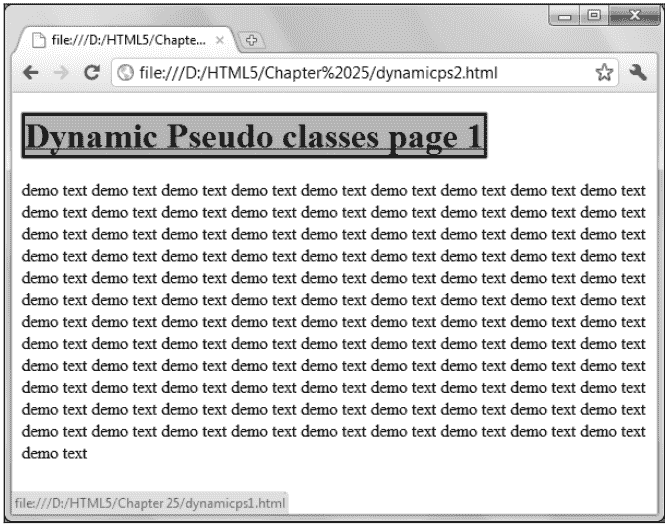 file:///D:/HTML5/Chapte...
file:///D:/HTML5/Chapter%2025/dynamicps2.html
Dynamic Pseudo classes page 1
demo text demo text demo text demo text demo text demo text demo text demo text demo text
demo text demo text demo text demo text demo text demo text demo text demo text demo text
demo text demo text demo text demo text demo text demo text demo text demo text demo text
demo text demo text demo text demo text demo text demo text demo text demo text demo text
demo text demo text demo text demo text demo text demo text demo text demo text demo text
demo text demo text demo text demo text demo text demo text demo text demo text demo text
demo text demo text demo text demo text demo text demo text demo text demo text demo text
demo text demo text demo text demo text demo text demo text demo text demo text demo text
demo text demo text demo text demo text demo text demo text demo text demo text demo text
demo text demo text demo text demo text demo text demo text demo text demo text demo text
demo text demo text demo text demo text demo text demo text demo text demo text demo text
demo text demo text demo text demo text demo text demo text demo text demo text demo text
demo text
file:///D:/HTML5/Chapter 25/dynamicps1.html